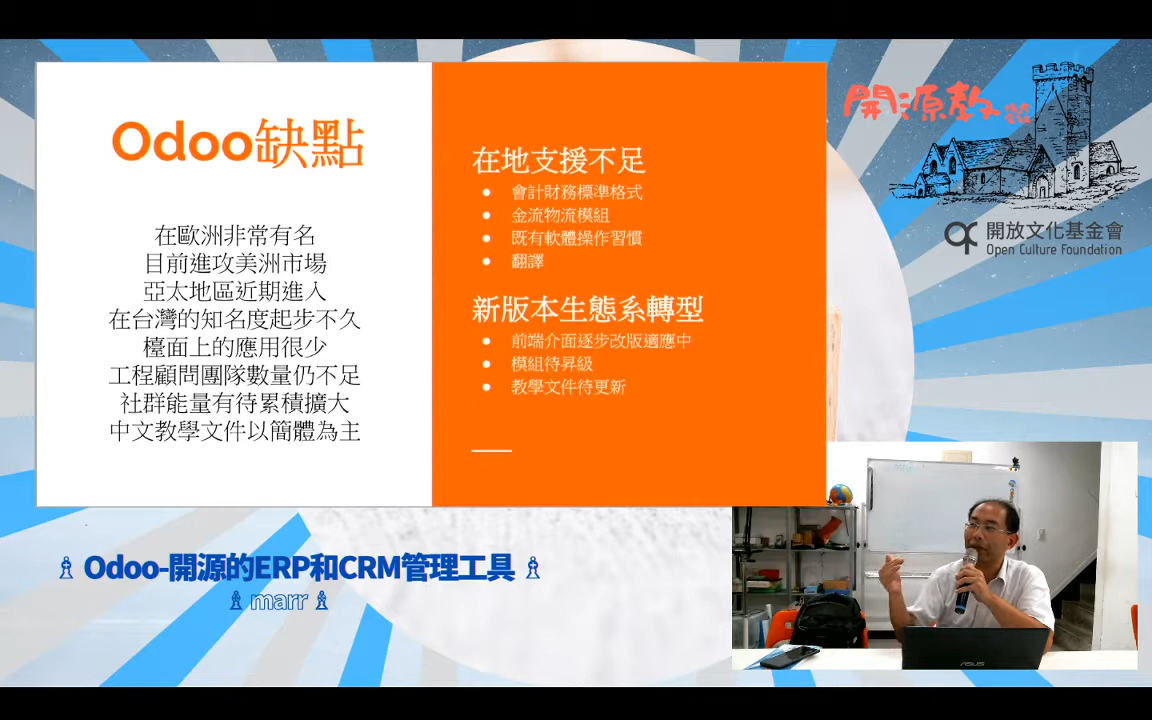 Odoo缺點
在歐洲非常有名
目前進攻美洲市場
亞太地區近期進入
在台灣的知名度起步不久
檯面上的應用很少
工程顧問團隊數量仍不足
社群能量有待累積擴大
中文教學文件以簡體為主
在地支援不足
會計財務標準格式
金流物流模組
既有軟體操作習慣
翻譯
新版本生態系轉型
前端介面逐步改版適應中
模組待昇級
教學文件待更新
開源教
開放文化基金會
Open Culture Foundation
Odoo-開源的ERP和CRM管理工具
marr
ASUS